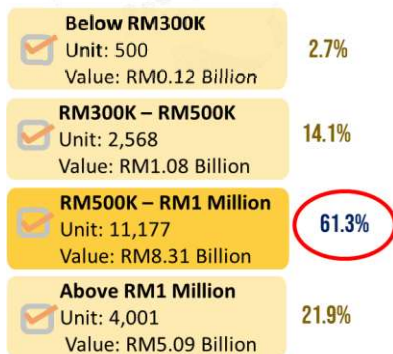 Below RM300K
Unit: 500
Value: RM0.12 Billion
2.7%
RM300K – RM500K
Unit: 2,568
Value: RM1.08 Billion
14.1%
RM500K – RM1 Million
Unit: 11,177
Value: RM8.31 Billion
61.3%
Above RM1 Million
Unit: 4,001
Value: RM5.09 Billion
21.9%